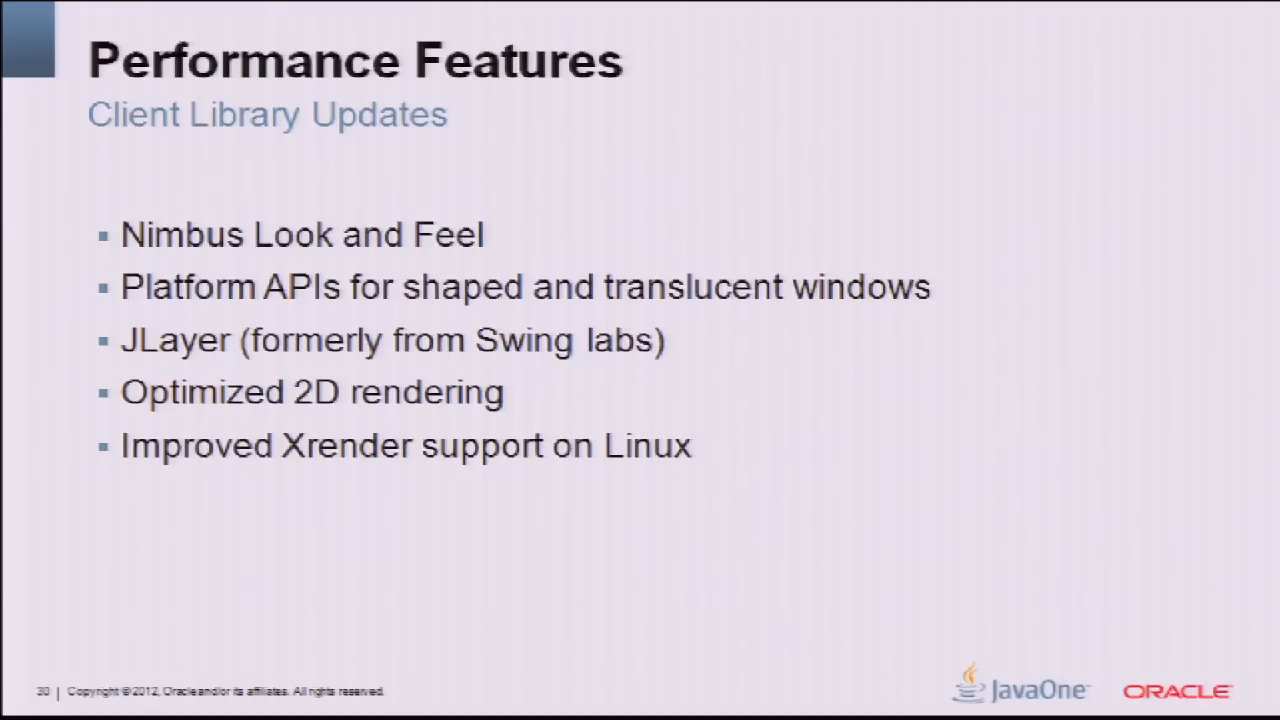 Performance Features
Client Library Updates
▪ Nimbus Look and Feel
▪ Platform APIs for shaped and translucent windows
▪ JLayer (formerly from Swing labs)
▪ Optimized 2D rendering
▪ Improved Xrender support on Linux
30 | Copyright © 2012, Oracle and/or its affiliates. All rights reserved.
JavaOne™
ORACLE®